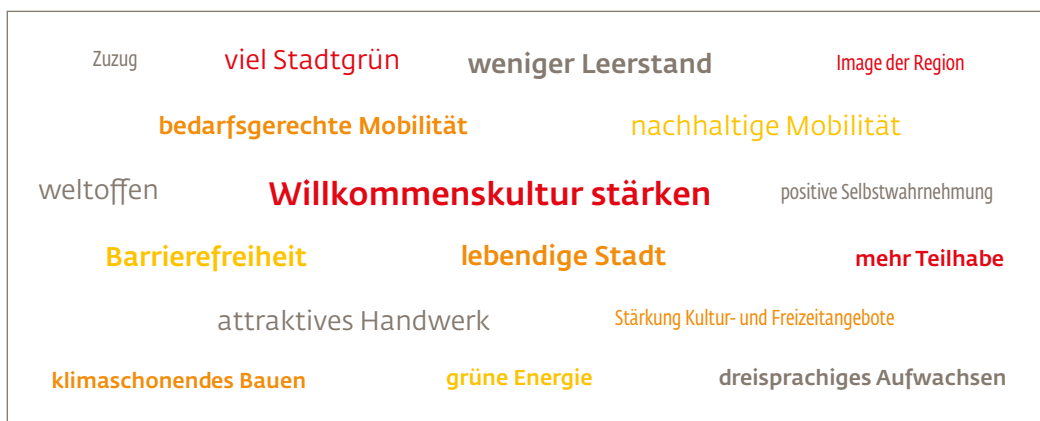 Zuzug viel Stadtgrün weniger Leerstand Image der Region
bedarfsgerechte Mobilität nachhaltige Mobilität
weltoffen Willkommenskultur stärken positive Selbstwahrnehmung
Barrierefreiheit lebendige Stadt mehr Teilhabe
attraktives Handwerk Stärkung Kultur- und Freizeitangebote
klimaschonendes Bauen grüne Energie dreisprachiges Aufwachsen